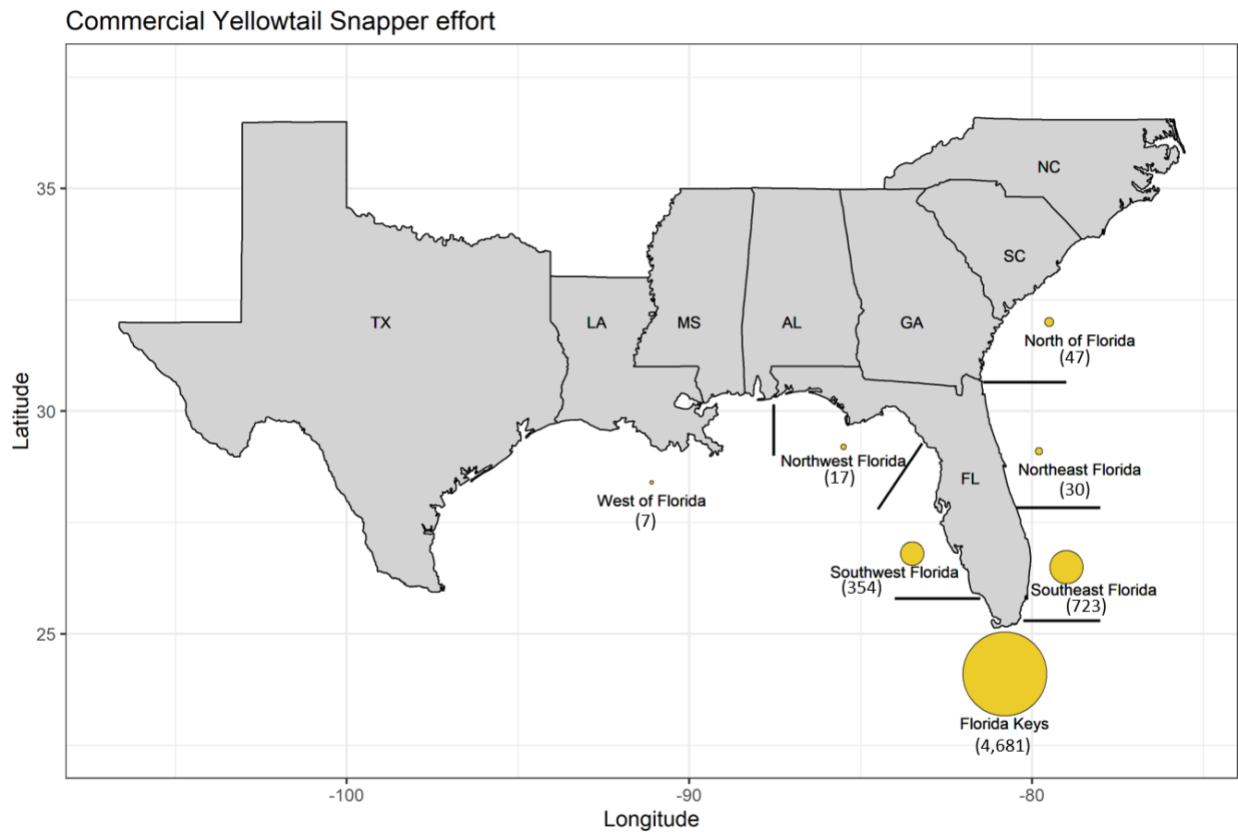 Commercial Yellowtail Snapper effort
35
30
25
Latitude
NC
SC
TX
LA
MS
AL
GA
North of Florida
(47)
Northwest Florida
(17)
Northeast Florida
(30)
FL
West of Florida
(7)
Southwest Florida
(354)
Southeast Florida
(723)
Florida Keys
(4,681)
-100
-90
-80
Longitude